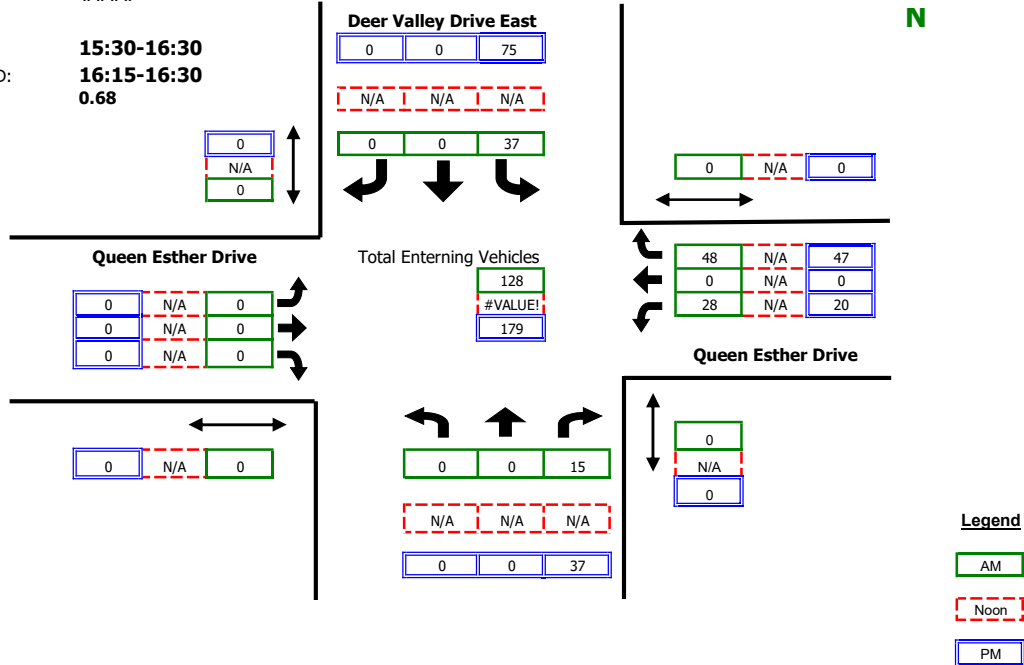 Deer Valley Drive East
N
15:30-16:30
D: 16:15-16:30
0.68
0 0 75
N/A N/A N/A
0 0 37
0
N/A
0
0 N/A 0
Queen Esther Drive
Total Enterning Vehicles
128
#VALUE!
179
48 N/A 47
0 N/A 0
28 N/A 20
0 N/A 0
0 N/A 0
0 N/A 0
Queen Esther Drive
0 N/A 0
0 0 15
N/A N/A N/A
0 0 37
0
N/A
0
Legend
AM
Noon
PM